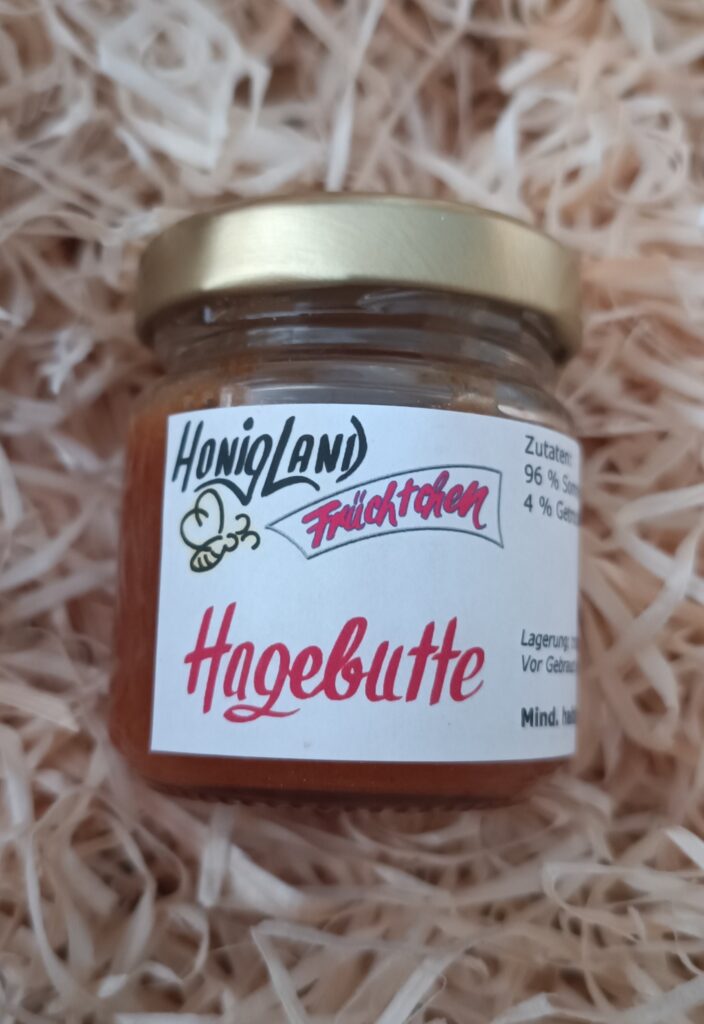 HonigLand
Früchtchen
Hagebutte
Zutaten:
96 %
4 %
Lagerung:
Vor
Mind.